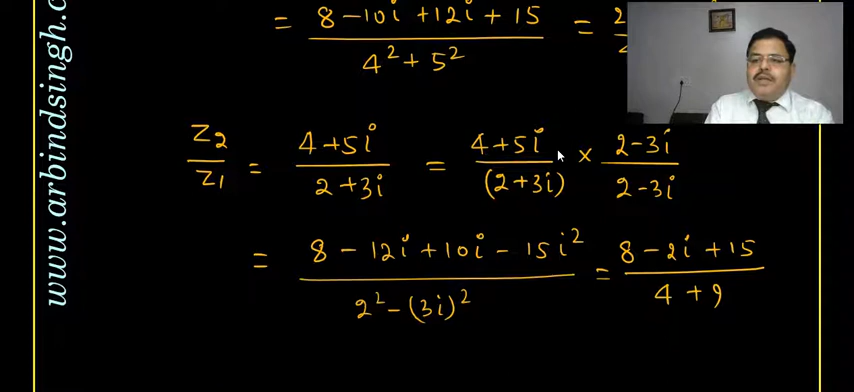 = (8 - 10i + 12i + 15) / (4² + 5²) =
www.arbindsingh.com
Z₂/Z₁ = (4 + 5i) / (2 + 3i) = (4 + 5i) / ((2 + 3i)) × (2 - 3i) / (2 - 3i)
= (8 - 12i + 10i - 15i²) / (2² - (3i)²) = (8 - 2i + 15) / (4 + 9)